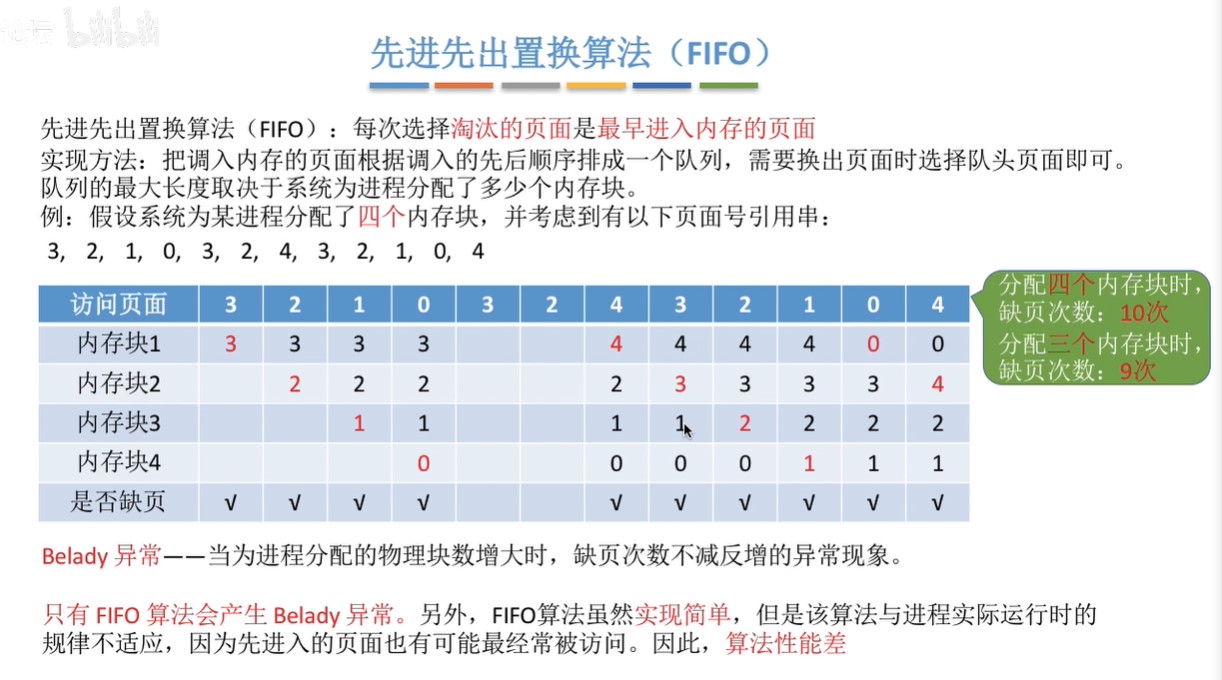 bilibili
先进先出置换算法（FIFO）
先进先出置换算法（FIFO）：每次选择淘汰的页面是最早进入内存的页面
实现方法：把调入内存的页面根据调入的先后顺序排成一个队列，需要换出页面时选择队头页面即可。
队列的最大长度取决于系统为进程分配了多少个内存块。
例：假设系统为某进程分配了四个内存块，并考虑到有以下页面号引用串：
3, 2, 1, 0, 3, 2, 4, 3, 2, 1, 0, 4
访问页面 3 2 1 0 3 2 4 3 2 1 0 4
内存块1 3 3 3 3 4 4 4 4 0 0
内存块2 2 2 2 2 3 3 3 3 4
内存块3 1 1 1 1 2 2 2 2
内存块4 0 0 0 0 1 1 1
是否缺页 √ √ √ √ √ √ √ √ √ √
分配四个内存块时，
缺页次数：10次
分配三个内存块时，
缺页次数：9次
Belady 异常——当为进程分配的物理块数增大时，缺页次数不减反增的异常现象。
只有 FIFO 算法会产生 Belady 异常。另外，FIFO算法虽然实现简单，但是该算法与进程实际运行时的
规律不适应，因为先进入的页面也有可能最经常被访问。因此，算法性能差